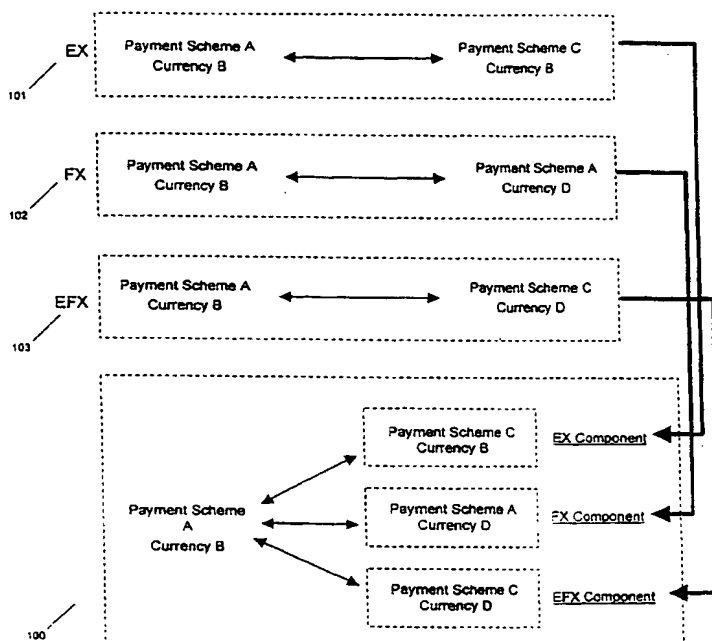 EX
Payment Scheme A
Currency B
Payment Scheme C
Currency B
101
FX
Payment Scheme A
Currency B
Payment Scheme A
Currency D
102
EFX
Payment Scheme A
Currency B
Payment Scheme C
Currency D
103
Payment Scheme C
Currency B
EX Component
Payment Scheme
A
Currency B
Payment Scheme A
Currency D
FX Component
Payment Scheme C
Currency D
EFX Component
100